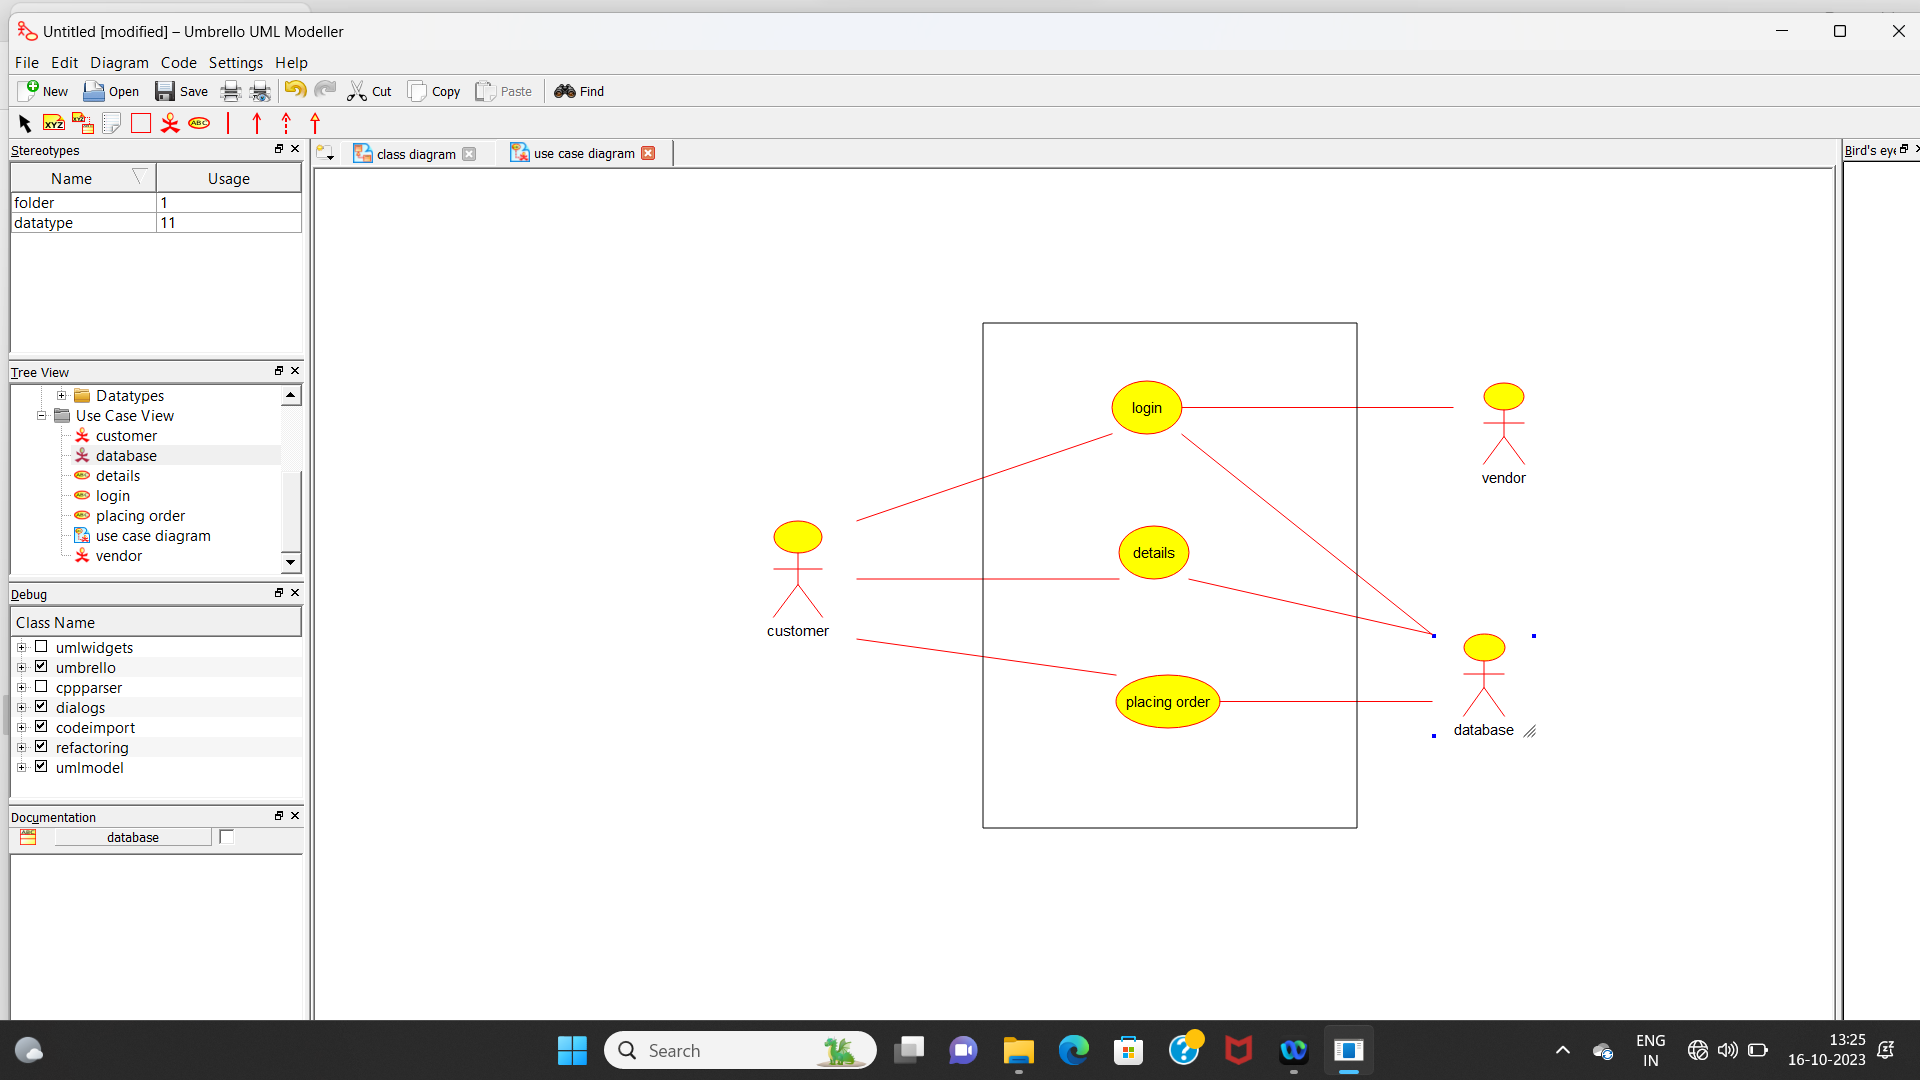 Untitled [modified] – Umbrello UML Modeller
File Edit Diagram Code Settings Help
New Open Save Cut Copy Paste Find
XYZ ABC
Stereotypes
class diagram use case diagram
Bird's eye
Name Usage
folder 1
datatype 11
Tree View
Datatypes
Use Case View
customer
database
details
login
placing order
use case diagram
vendor
login
vendor
details
customer
placing order
database
Debug
Class Name
umlwidgets
umbrello
cppparser
dialogs
codeimport
refactoring
umlmodel
Documentation
database
Search
ENG
IN
13:25
16-10-2023